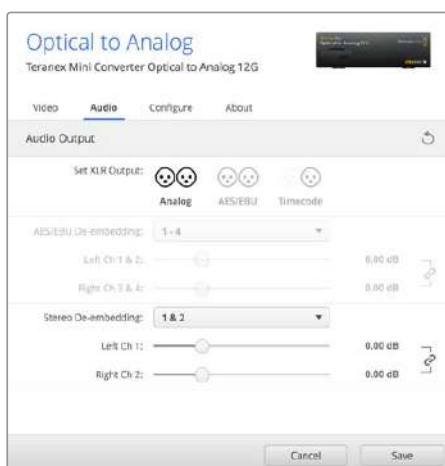 Optical to Analog
Teranex Mini Converter Optical to Analog 12G
Video Audio Configure About
Audio Output
Set XLR Output:
Analog AES/EBU Timecode
AES/EBU De-embedding: 1 - 4
Left Ch 1 & 2: 0.00 dB
Right Ch 3 & 4: 0.00 dB
Stereo De-embedding: 1 & 2
Left Ch 1: 0.00 dB
Right Ch 2: 0.00 dB
Cancel Save